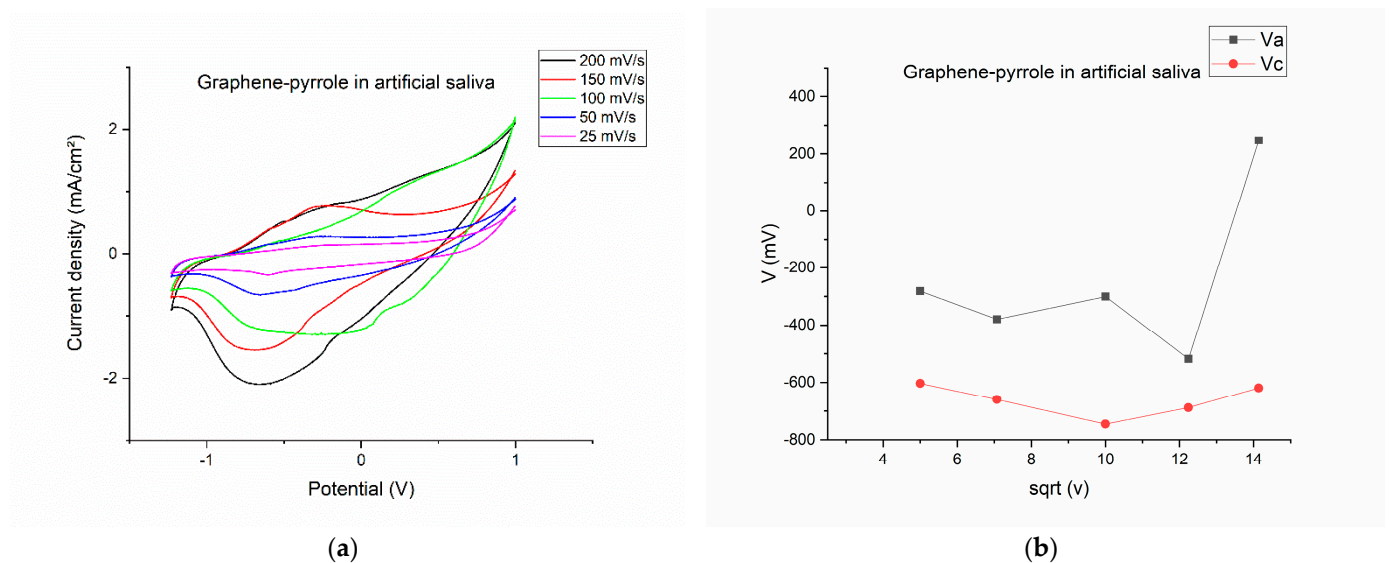 Graphene-pyrrole in artificial saliva
200 mV/s
150 mV/s
100 mV/s
50 mV/s
25 mV/s
Current density (mA/cm²)
2
0
-2
-1
0
1
Potential (V)
(a)
Va
Vc
Graphene-pyrrole in artificial saliva
V (mV)
400
200
0
-200
-400
-600
-800
4
6
8
10
12
14
sqrt (v)
(b)